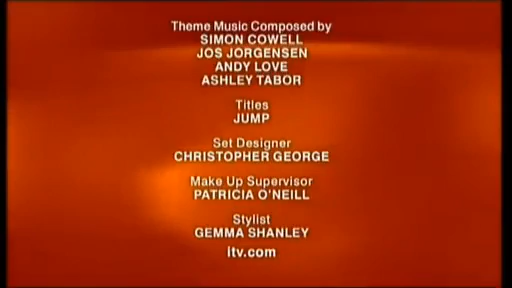 Theme Music Composed by
SIMON COWELL
JOS JORGENSEN
ANDY LOVE
ASHLEY TABOR
Titles
JUMP
Set Designer
CHRISTOPHER GEORGE
Make Up Supervisor
PATRICIA O'NEILL
Stylist
GEMMA SHANLEY
itv.com